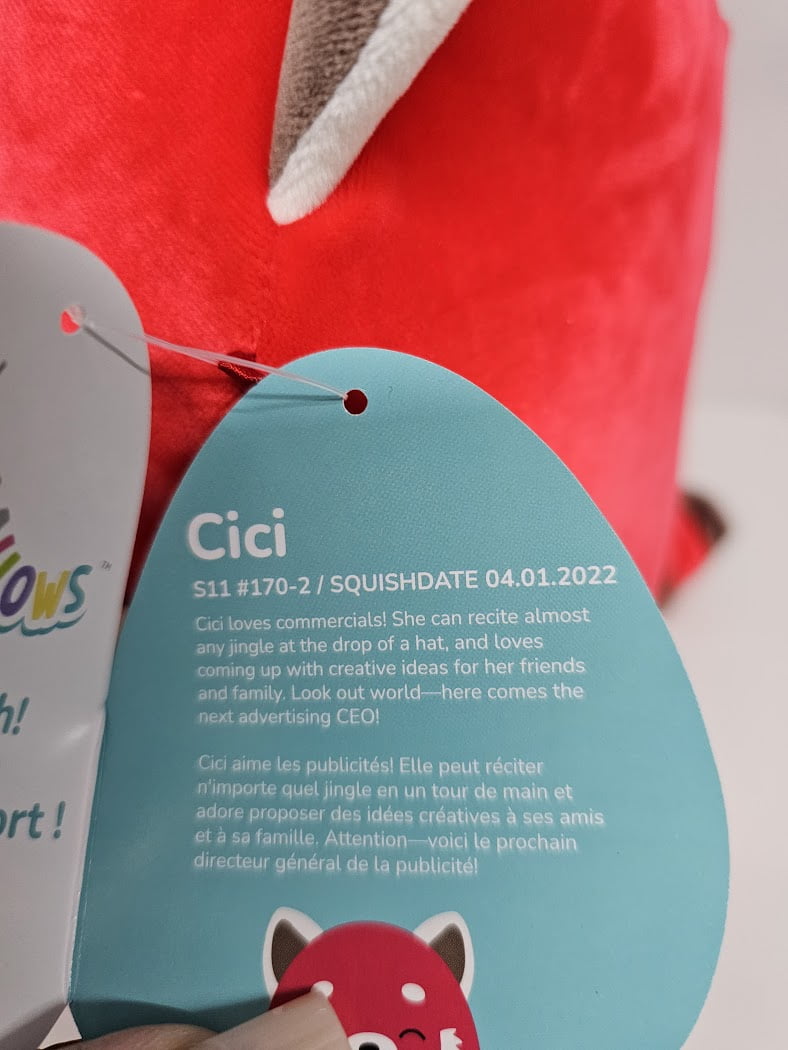 OWS™
h!
ort !
Cici
S11 #170-2 / SQUISHDATE 04.01.2022
Cici loves commercials! She can recite almost
any jingle at the drop of a hat, and loves
coming up with creative ideas for her friends
and family. Look out world—here comes the
next advertising CEO!
Cici aime les publicités! Elle peut réciter
n'importe quel jingle en un tour de main et
adore proposer des idées créatives à ses amis
et à sa famille. Attention—voici le prochain
directeur général de la publicité!